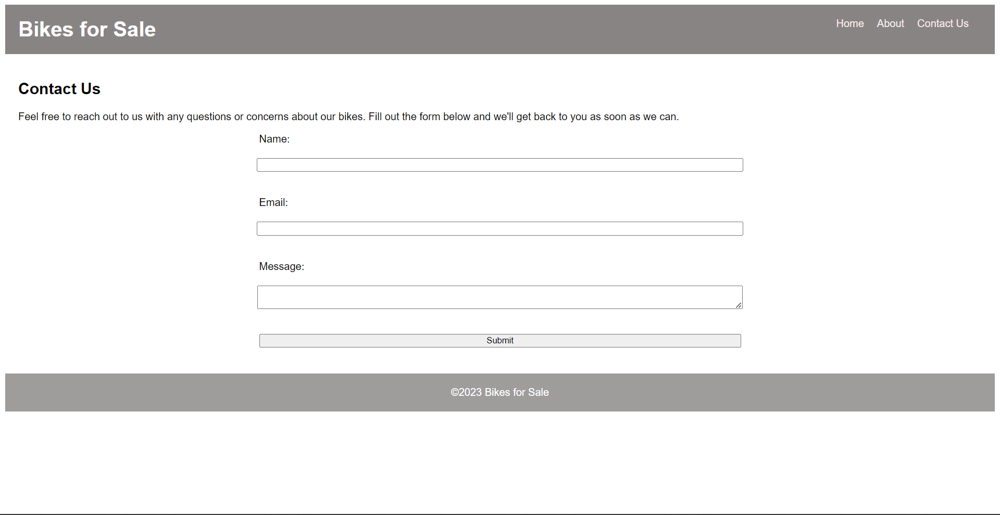 Bikes for Sale
Home About Contact Us
Contact Us
Feel free to reach out to us with any questions or concerns about our bikes. Fill out the form below and we'll get back to you as soon as we can.
Name:
Email:
Message:
Submit
©2023 Bikes for Sale